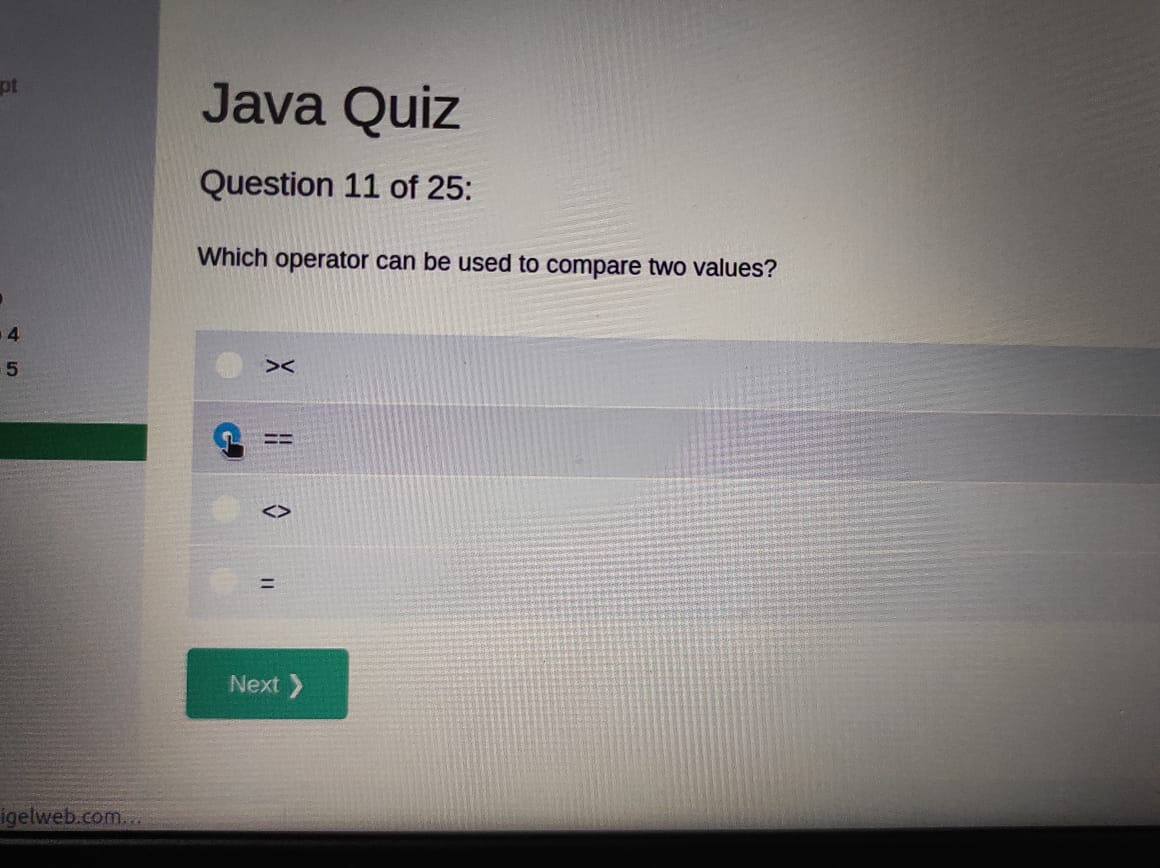 pt
Java Quiz
Question 11 of 25:
Which operator can be used to compare two values?
4
5
><
==
<>
=
Next ❯
igelweb.com...